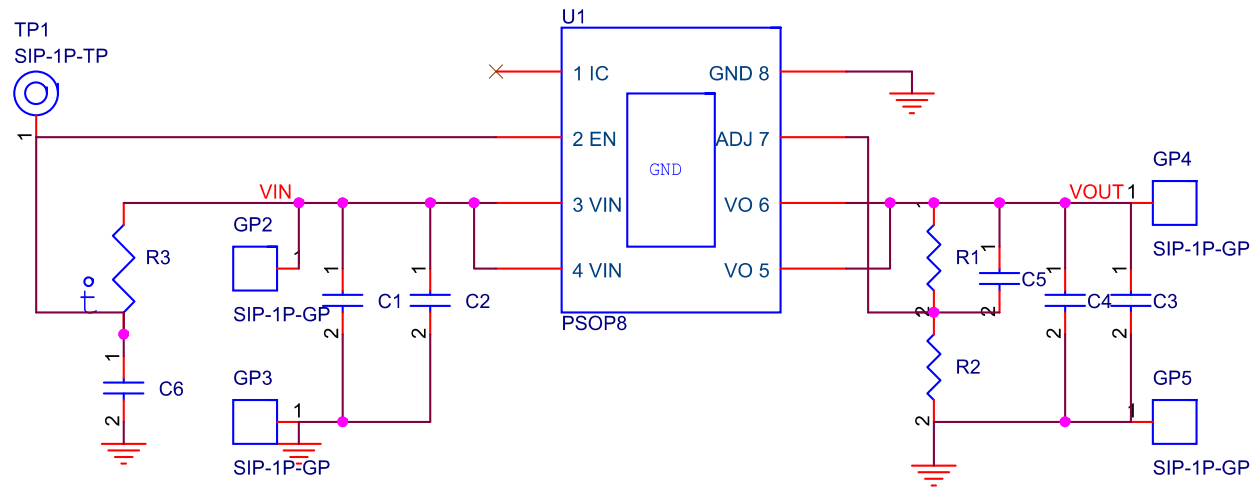 TP1
SIP-1P-TP
1
U1
1 IC
GND 8
2 EN
ADJ 7
GND
VIN
3 VIN
VO 6
VOUT
1
GP4
SIP-1P-GP
GP2
1
SIP-1P-GP
4 VIN
VO 5
R3
t°
1
C1
2
1
C2
2
PSOP8
1
R1
2
1
C5
2
1
C4
2
1
C3
2
1
C6
2
GP3
1
SIP-1P-GP
R2
2
GP5
1
SIP-1P-GP